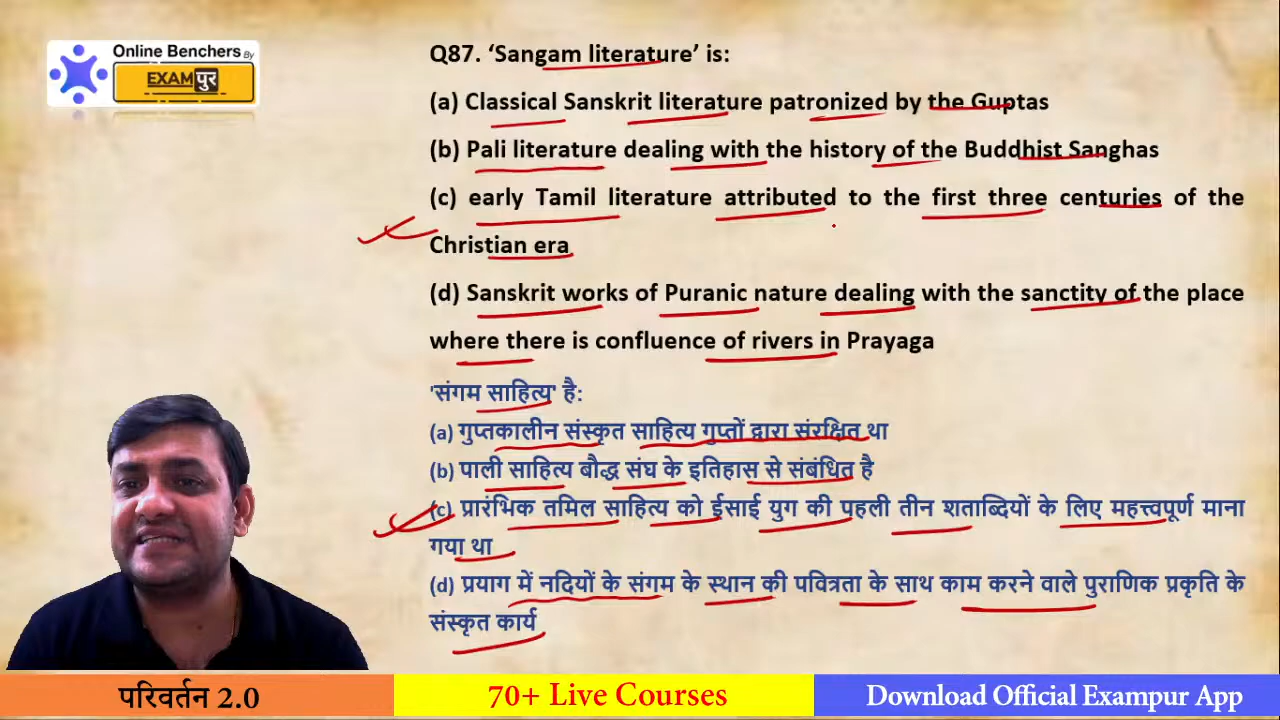 Online Benchers By
EXAMपुर
Q87. ‘Sangam literature’ is:
(a) Classical Sanskrit literature patronized by the Guptas
(b) Pali literature dealing with the history of the Buddhist Sanghas
(c) early Tamil literature attributed to the first three centuries of the
Christian era
(d) Sanskrit works of Puranic nature dealing with the sanctity of the place
where there is confluence of rivers in Prayaga
'संगम साहित्य' है:
(a) गुप्तकालीन संस्कृत साहित्य गुप्तों द्वारा संरक्षित था
(b) पाली साहित्य बौद्ध संघ के इतिहास से संबंधित है
(c) प्रारंभिक तमिल साहित्य को ईसाई युग की पहली तीन शताब्दियों के लिए महत्त्वपूर्ण माना
गया था
(d) प्रयाग में नदियों के संगम के स्थान की पवित्रता के साथ काम करने वाले पुराणिक प्रकृति के
संस्कृत कार्य
परिवर्तन 2.0
70+ Live Courses
Download Official Exampur App